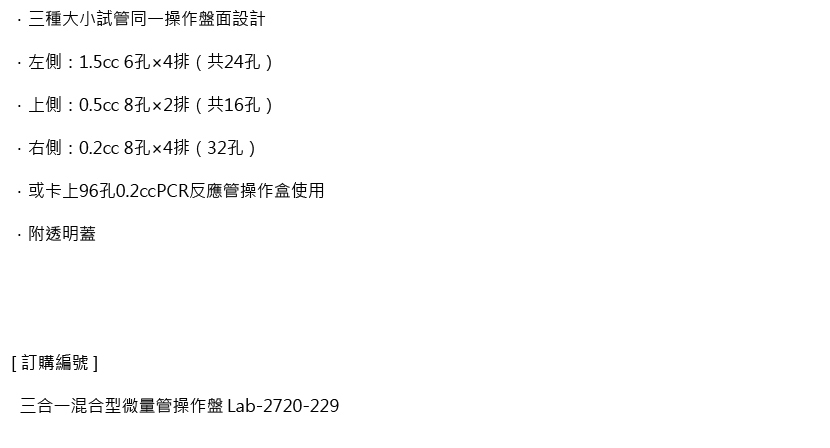 ．三種大小試管同一操作盤面設計
．左側：1.5cc 6孔×4排（共24孔）
．上側：0.5cc 8孔×2排（共16孔）
．右側：0.2cc 8孔×4排（32孔）
．或卡上96孔0.2ccPCR反應管操作盒使用
．附透明蓋
[ 訂購編號 ]
三合一混合型微量管操作盤 Lab-2720-229